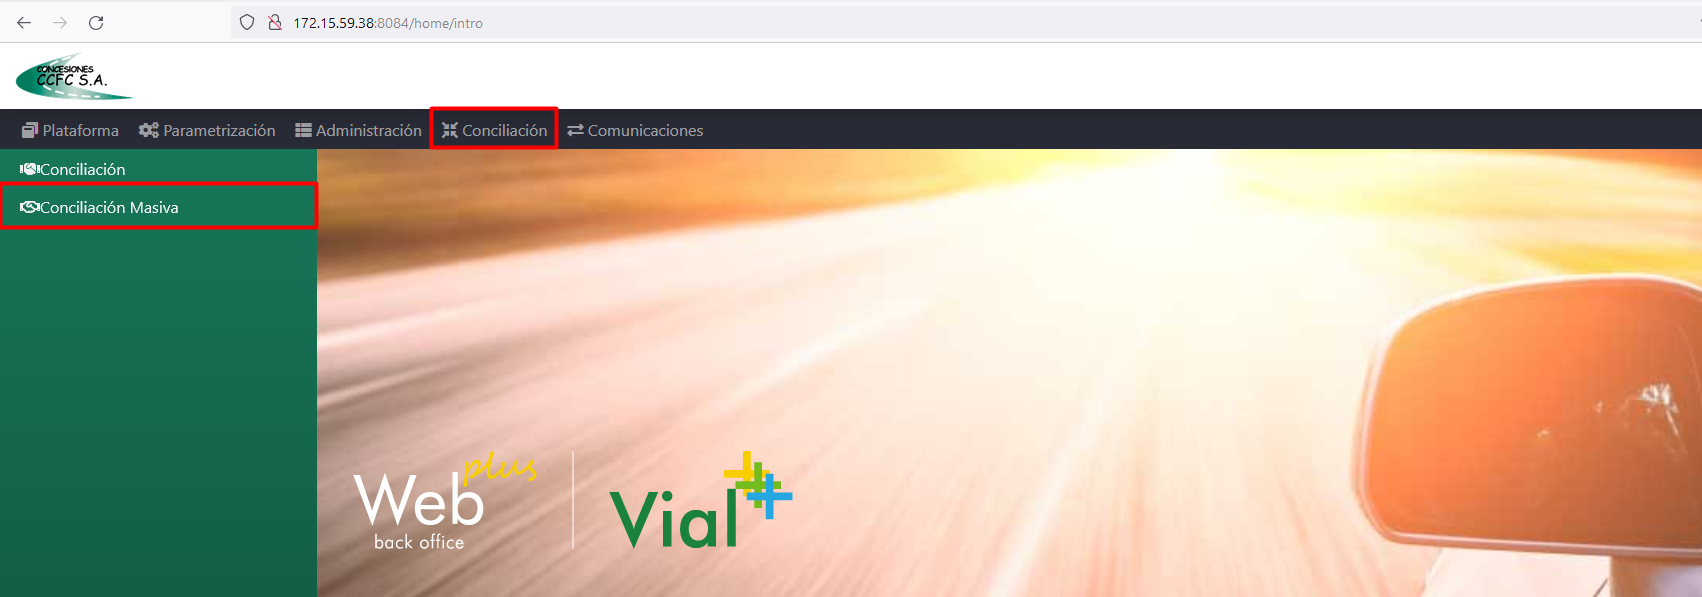 172.15.59.38:8084/home/intro
CONCESIONES
CCFC S.A.
Plataforma Parametrización Administración Conciliación Comunicaciones
Conciliación
Conciliación Masiva
Web plus
back office
Vial